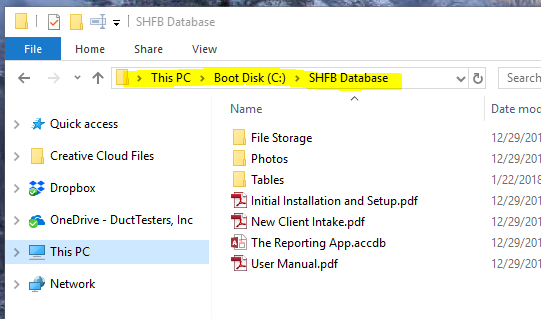 SHFB Database
File Home Share View
This PC Boot Disk (C:) SHFB Database Search
Name Date mod
Quick access
Creative Cloud Files
Dropbox
OneDrive - DuctTesters, Inc
This PC
Network
File Storage 12/29/201
Photos 12/29/201
Tables 1/22/2018
Initial Installation and Setup.pdf 12/29/201
New Client Intake.pdf 12/29/201
The Reporting App.accdb 12/29/201
User Manual.pdf 12/29/201